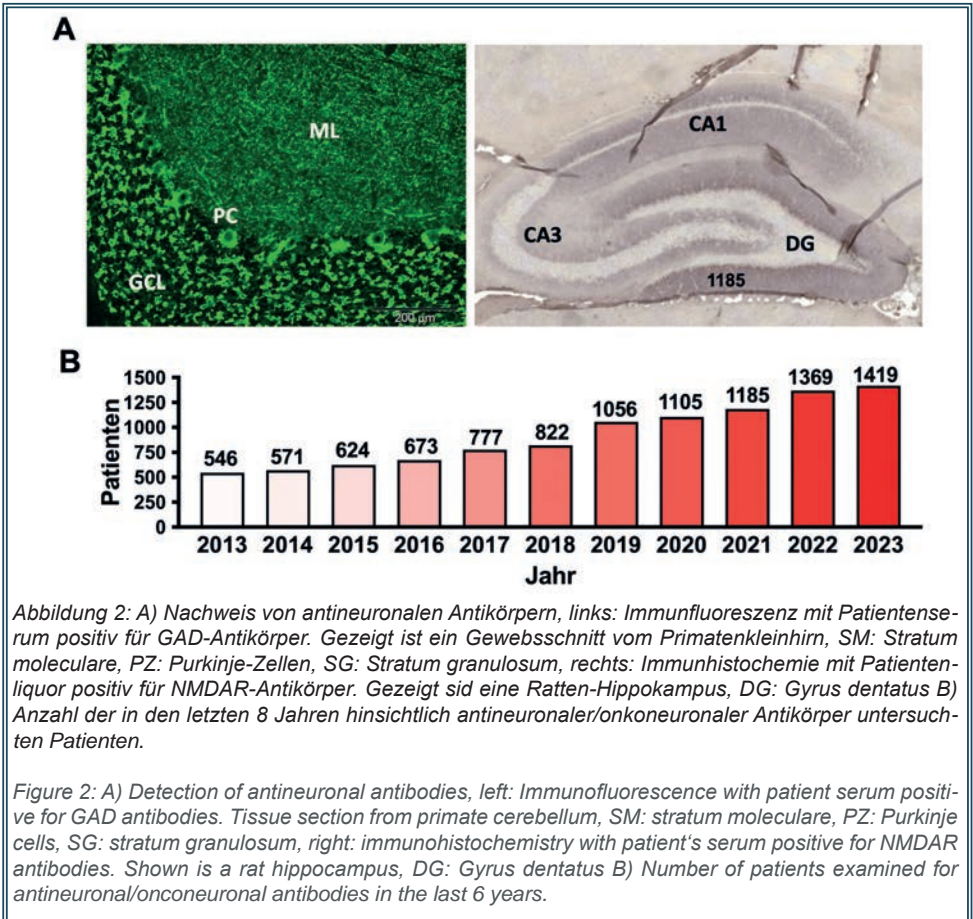 A
ML
PC
GCL
200 µm
CA1
CA3
DG
1185
B
Patienten
1500
1250
1000
750
500
250
0
546 571 624 673 777 822 1056 1105 1185 1369 1419
2013 2014 2015 2016 2017 2018 2019 2020 2021 2022 2023
Jahr
Abbildung 2: A) Nachweis von antineuronalen Antikörpern, links: Immunfluoreszenz mit Patientense-
rum positiv für GAD-Antikörper. Gezeigt ist ein Gewebsschnitt vom Primatenkleinhirn, SM: Stratum
moleculare, PZ: Purkinje-Zellen, SG: Stratum granulosum, rechts: Immunhistochemie mit Patienten-
liquor positiv für NMDAR-Antikörper. Gezeigt sid eine Ratten-Hippokampus, DG: Gyrus dentatus B)
Anzahl der in den letzten 8 Jahren hinsichtlich antineuronaler/onkoneuronaler Antikörper untersuch-
ten Patienten.
Figure 2: A) Detection of antineuronal antibodies, left: Immunofluorescence with patient serum positi-
ve for GAD antibodies. Tissue section from primate cerebellum, SM: stratum moleculare, PZ: Purkinje
cells, SG: stratum granulosum, right: immunohistochemistry with patient‘s serum positive for NMDAR
antibodies. Shown is a rat hippocampus, DG: Gyrus dentatus B) Number of patients examined for
antineuronal/onconeuronal antibodies in the last 6 years.